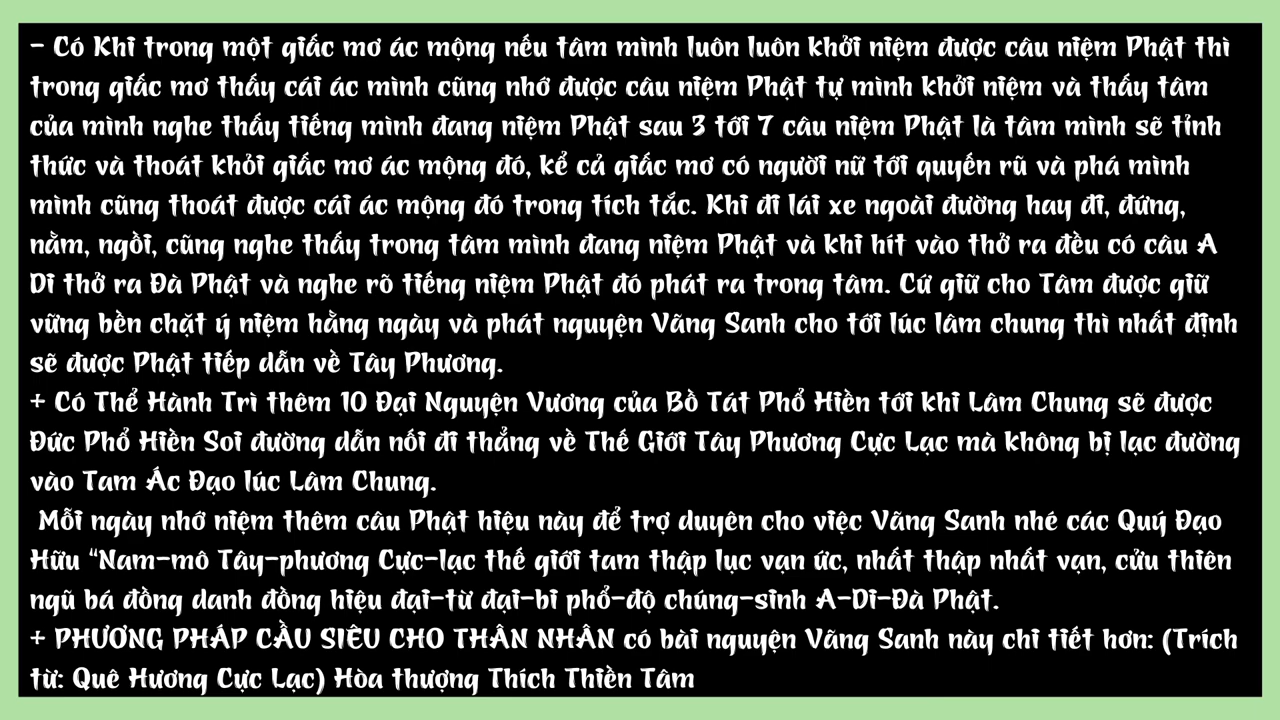 - Có Khi trong một giấc mơ ác mộng nếu tâm mình luôn luôn khởi niệm được câu niệm Phật thì
trong giấc mơ thấy cái ác mình cũng nhớ được câu niệm Phật tự mình khởi niệm và thấy tâm
của mình nghe thấy tiếng mình đang niệm Phật sau 3 tới 7 câu niệm Phật là tâm mình sẽ tỉnh
thức và thoát khỏi giấc mơ ác mộng đó, kể cả giấc mơ có người nữ tới quyến rũ và phá mình
mình cũng thoát được cái ác mộng đó trong tích tắc. Khi đi lái xe ngoài đường hay đi, đứng,
nằm, ngồi, cũng nghe thấy trong tâm mình đang niệm Phật và khi hít vào thở ra đều có câu A
Di thở ra Đà Phật và nghe rõ tiếng niệm Phật đó phát ra trong tâm. Cứ giữ cho Tâm được giữ
vững bền chặt ý niệm hằng ngày và phát nguyện Vãng Sanh cho tới lúc lâm chung thì nhất định
sẽ được Phật tiếp dẫn về Tây Phương.
+ Có Thể Hành Trì thêm 10 Đại Nguyện Vương của Bồ Tát Phổ Hiền tới khi Lâm Chung sẽ được
Đức Phổ Hiền Soi đường dẫn nối đi thẳng về Thế Giới Tây Phương Cực Lạc mà không bị lạc đường
vào Tam Ác Đạo lúc Lâm Chung.
Mỗi ngày nhớ niệm thêm câu Phật hiệu này để trợ duyên cho việc Vãng Sanh nhé các Quý Đạo
Hữu "Nam-mô Tây-phương Cực-lạc thế giới tam thập lục vạn ức, nhất thập nhất vạn, cửu thiên
ngũ bá đồng danh đồng hiệu đại-từ đại-bi phổ-độ chúng-sinh A-Di-Đà Phật.
+ PHƯƠNG PHÁP CẦU SIÊU CHO THÂN NHÂN có bài nguyện Vãng Sanh này chi tiết hơn: (Trích
từ: Quê Hương Cực Lạc) Hòa thượng Thích Thiền Tâm